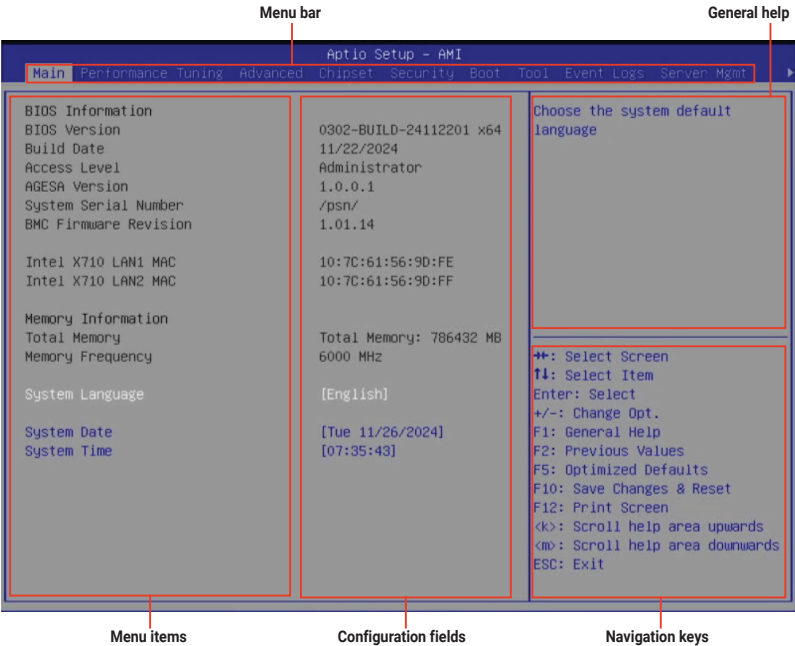 Menu bar General help
Aptio Setup - AMI
Main Performance Tuning Advanced Chipset Security Boot Tool Event Logs Server Mgmt
BIOS Information
BIOS Version 0302-BUILD-24112201 x64
Build Date 11/22/2024
Access Level Administrator
AGESA Version 1.0.0.1
System Serial Number /psn/
BMC Firmware Revision 1.01.14
Intel X710 LAN1 MAC 10:7C:61:56:9D:FE
Intel X710 LAN2 MAC 10:7C:61:56:9D:FF
Memory Information
Total Memory Total Memory: 786432 MB
Memory Frequency 6000 MHz
System Language [English]
System Date [Tue 11/26/2024]
System Time [07:35:43]
Choose the system default
language
→←: Select Screen
↑↓: Select Item
Enter: Select
+/-: Change Opt.
F1: General Help
F2: Previous Values
F5: Optimized Defaults
F10: Save Changes & Reset
F12: Print Screen
<k>: Scroll help area upwards
<m>: Scroll help area downwards
ESC: Exit
Menu items Configuration fields Navigation keys